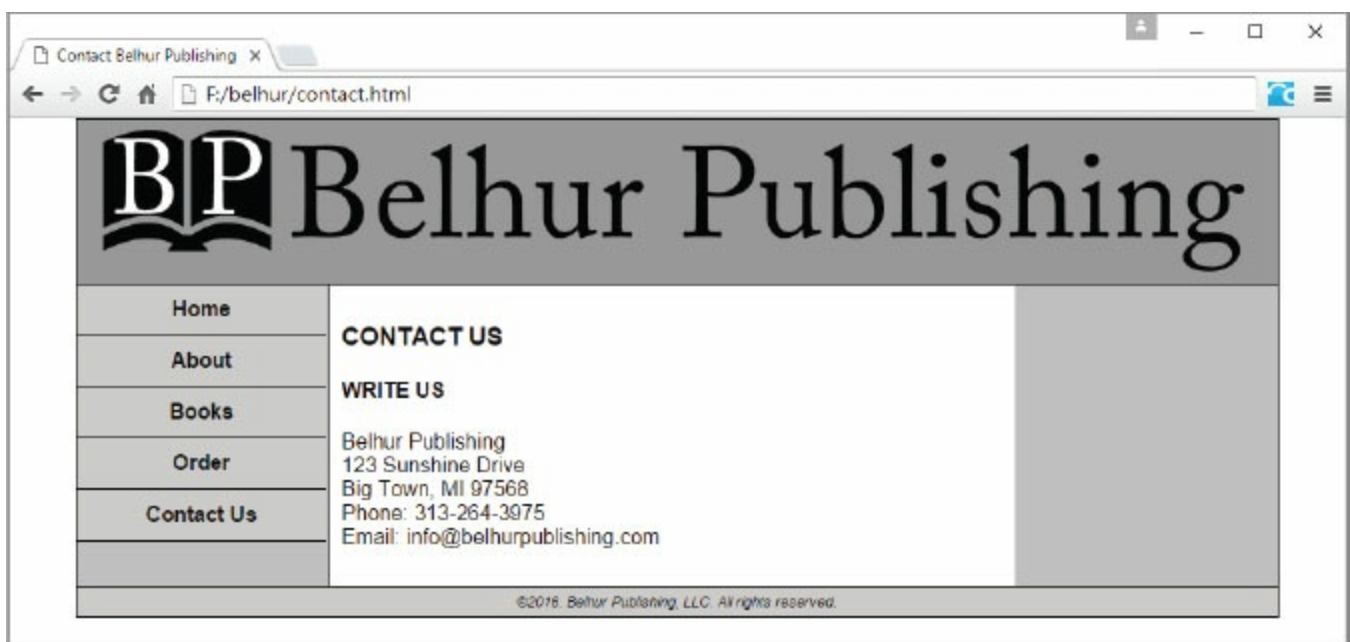 Contact Belhur Publishing
F:/belhur/contact.html
BP Belhur Publishing
Home
About
Books
Order
Contact Us
CONTACT US
WRITE US
Belhur Publishing
123 Sunshine Drive
Big Town, MI 97568
Phone: 313-264-3975
Email: info@belhurpublishing.com
©2016. Belhur Publishing, LLC. All rights reserved.